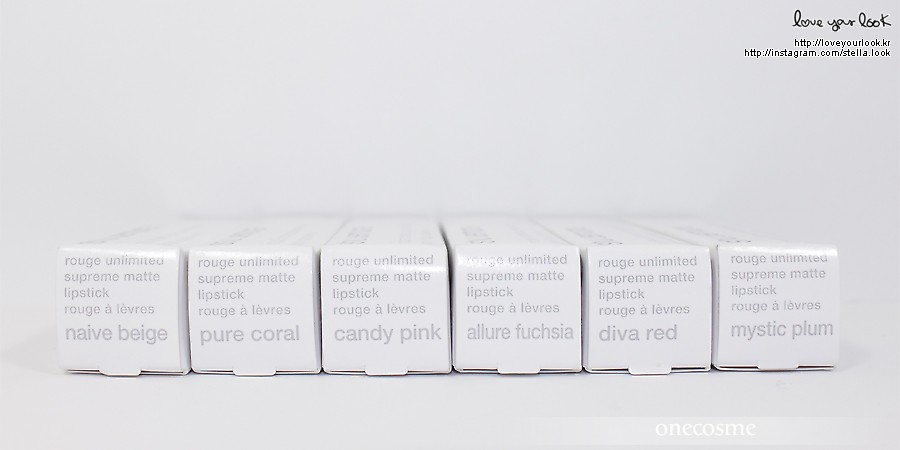 love your look
http://loveyourlook.kr
http://instagram.com/stella.look
rouge unlimited
supreme matte
lipstick
rouge à lèvres
naive beige
rouge unlimited
supreme matte
lipstick
rouge à lèvres
pure coral
rouge unlimited
supreme matte
lipstick
rouge à lèvres
candy pink
rouge unlimited
supreme matte
lipstick
rouge à lèvres
allure fuchsia
rouge unlimited
supreme matte
lipstick
rouge à lèvres
diva red
rouge unlimited
supreme matte
lipstick
rouge à lèvres
mystic plum
onecosme